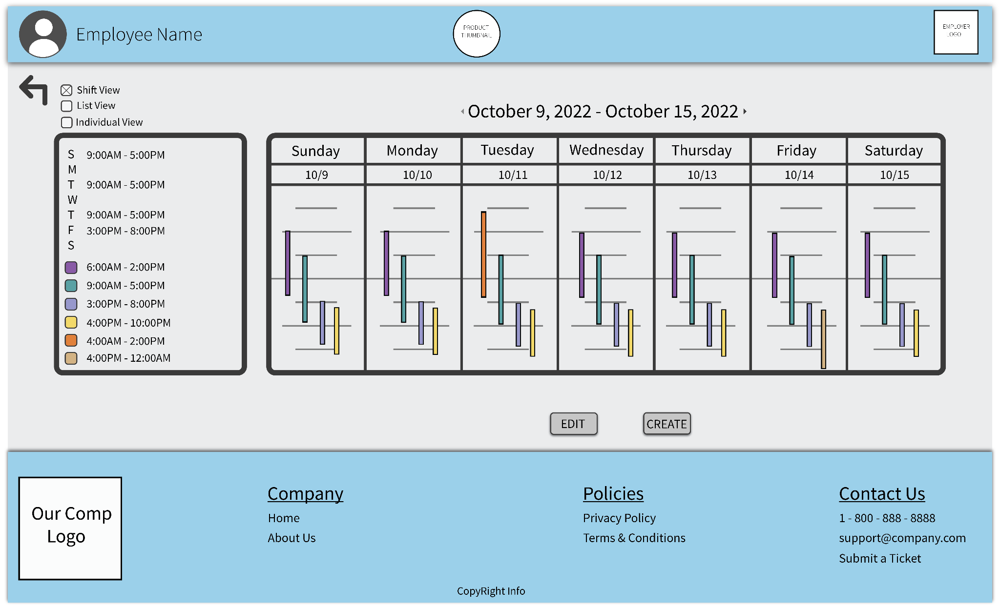 Employee Name
PRODUCT
THUMBNAIL
EMPLOYER
LOGO
Shift View
List View
Individual View
October 9, 2022 - October 15, 2022
S 9:00AM - 5:00PM
M
T 9:00AM - 5:00PM
W
T 9:00AM - 5:00PM
F 3:00PM - 8:00PM
S
6:00AM - 2:00PM
9:00AM - 5:00PM
3:00PM - 8:00PM
4:00PM - 10:00PM
4:00AM - 2:00PM
4:00PM - 12:00AM
Sunday Monday Tuesday Wednesday Thursday Friday Saturday
10/9 10/10 10/11 10/12 10/13 10/14 10/15
EDIT CREATE
Our Comp
Logo
Company
Home
About Us
Policies
Privacy Policy
Terms & Conditions
Contact Us
1 - 800 - 888 - 8888
support@company.com
Submit a Ticket
CopyRight Info